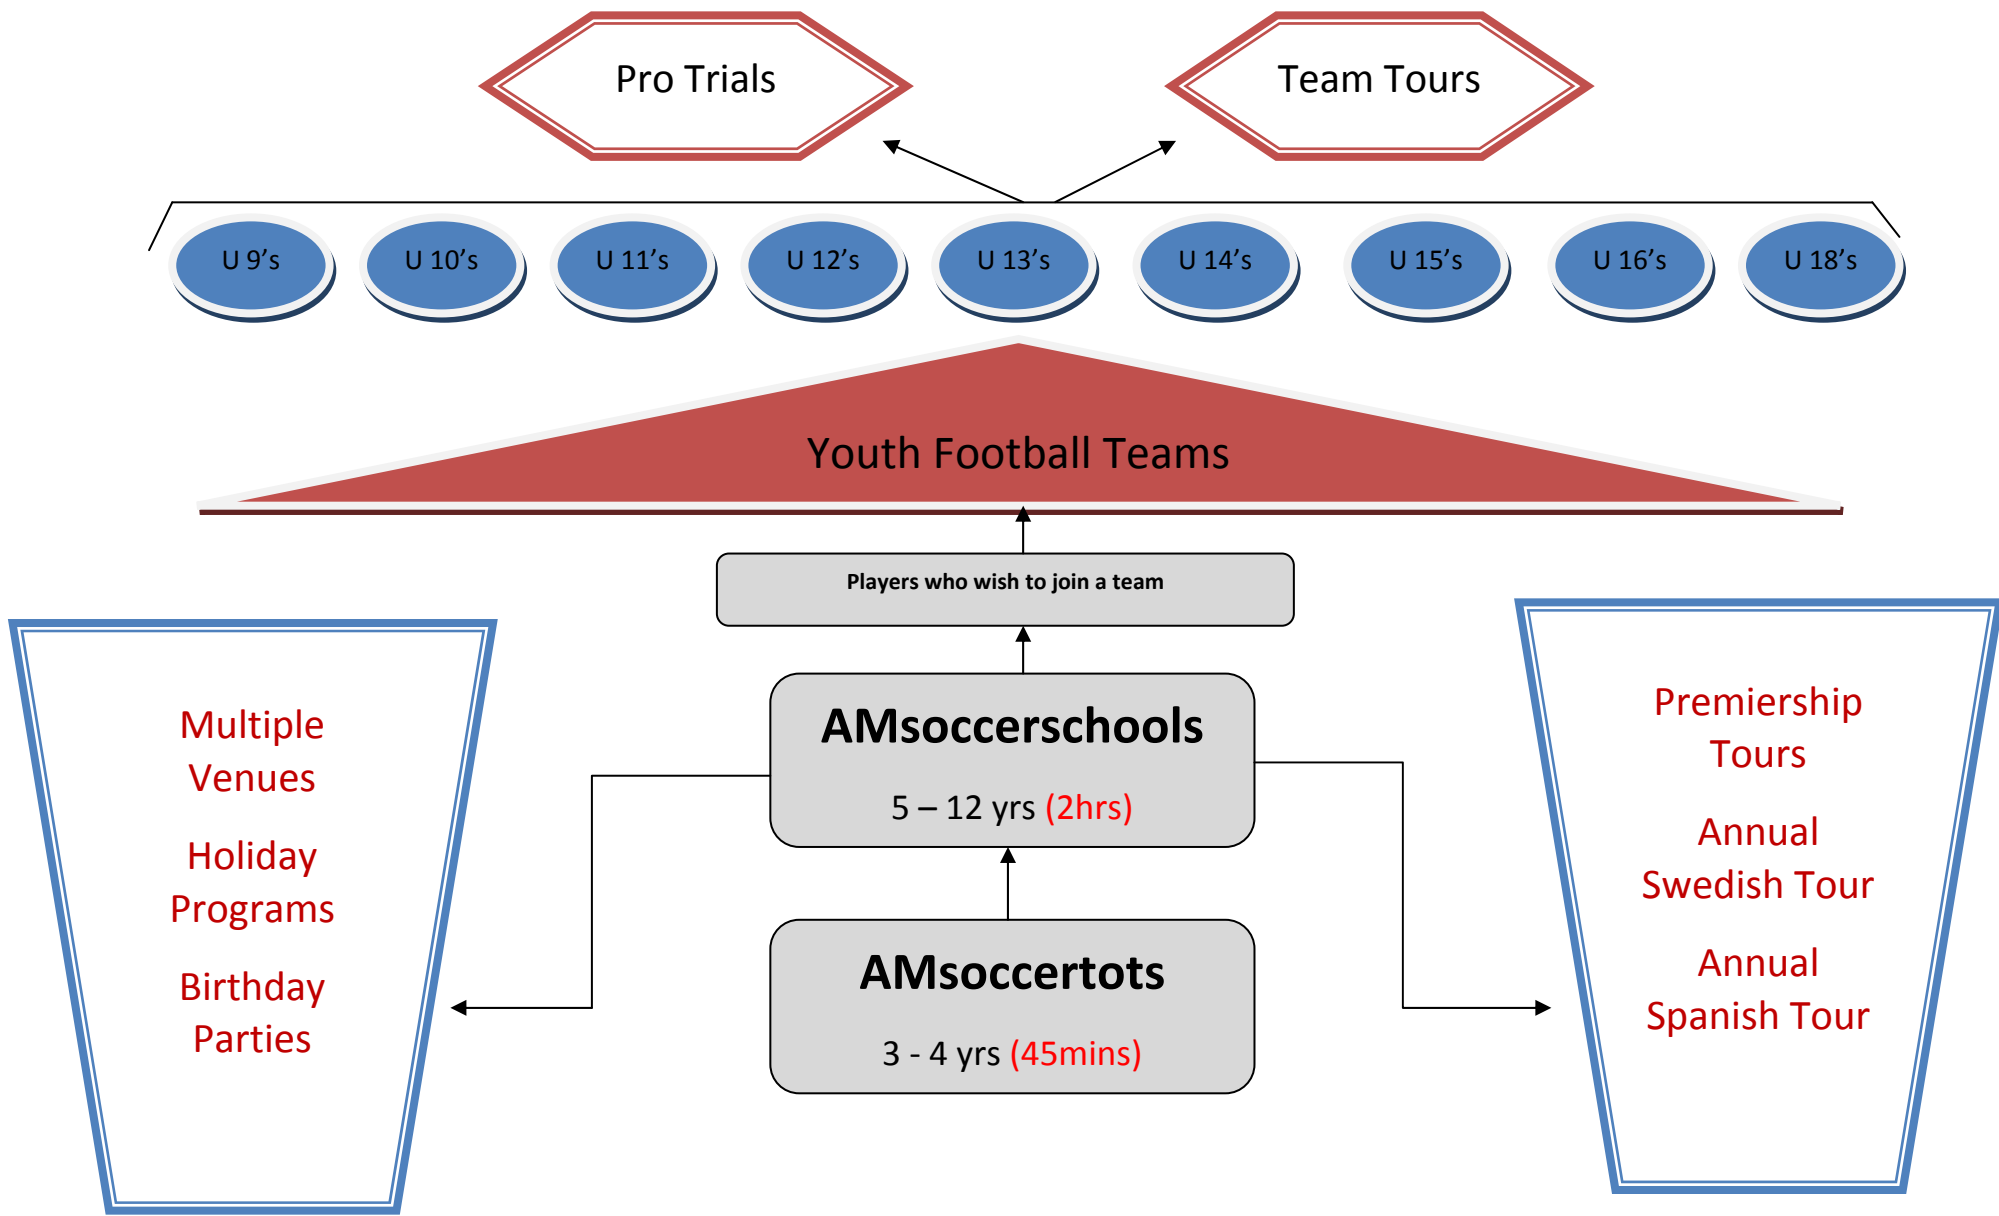 Pro Trials
Team Tours
U 9’s
U 10’s
U 11’s
U 12’s
U 13’s
U 14’s
U 15’s
U 16’s
U 18’s
Youth Football Teams
Players who wish to join a team
Multiple
Venues
Holiday
Programs
Birthday
Parties
AMsoccerschools
5 – 12 yrs (2hrs)
AMsoccertots
3 - 4 yrs (45mins)
Premiership
Tours
Annual
Swedish Tour
Annual
Spanish Tour